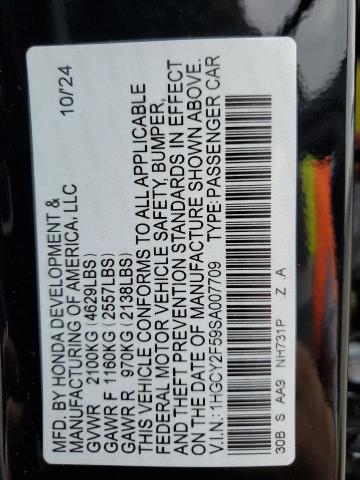 MFD. BY HONDA DEVELOPMENT & 10/24
MANUFACTURING OF AMERICA, LLC
GVWR 2100KG (4629LBS)
GAWR F 1160KG (2557LBS)
GAWR R 970KG (2138LBS)
THIS VEHICLE CONFORMS TO ALL APPLICABLE
FEDERAL MOTOR VEHICLE SAFETY, BUMPER,
AND THEFT PREVENTION STANDARDS IN EFFECT
ON THE DATE OF MANUFACTURE SHOWN ABOVE.
V.I.N.: 1HGCY2F59SA007709 TYPE: PASSENGER CAR
30B S AA9 NH731P .Z .A